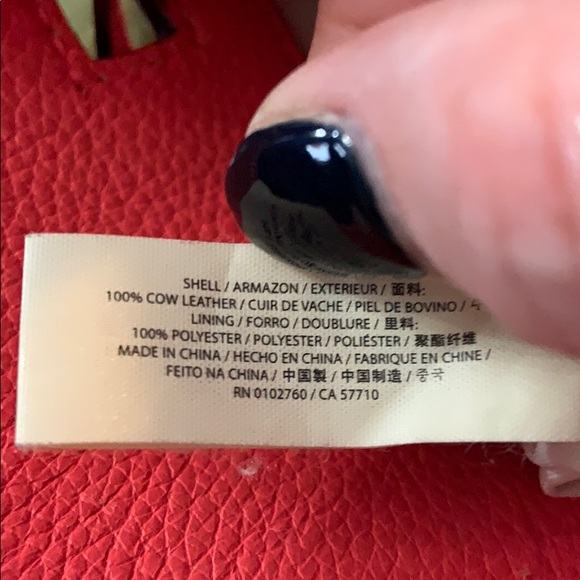 SHELL / ARMAZON / EXTERIEUR / 面料:
100% COW LEATHER / CUIR DE VACHE / PIEL DE BOVINO /
LINING / FORRO / DOUBLURE / 里料:
100% POLYESTER / POLYESTER / POLIÉSTER / 聚酯纤维
MADE IN CHINA / HECHO EN CHINA / FABRIQUE EN CHINE /
FEITO NA CHINA / 中国製 / 中国制造 / 중국
RN 0102760 / CA 57710